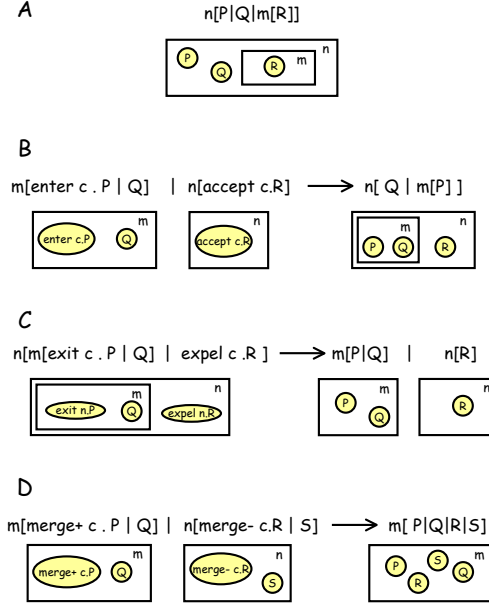 A
n[P|Q|m[R]]
P Q R m n
B
m[enter c . P | Q] | n[accept c.R] n[ Q | m[P] ]
enter c.P Q m accept c.R n P Q m R n
C
n[m[exit c . P | Q] | expel c .R ] m[P|Q] | n[R]
exit n.P Q m expel n.R n P Q m R n
D
m[merge+ c . P | Q] | n[merge- c.R | S] m[ P|Q|R|S]
merge+ c.P Q m merge- c.R S n P R S Q m